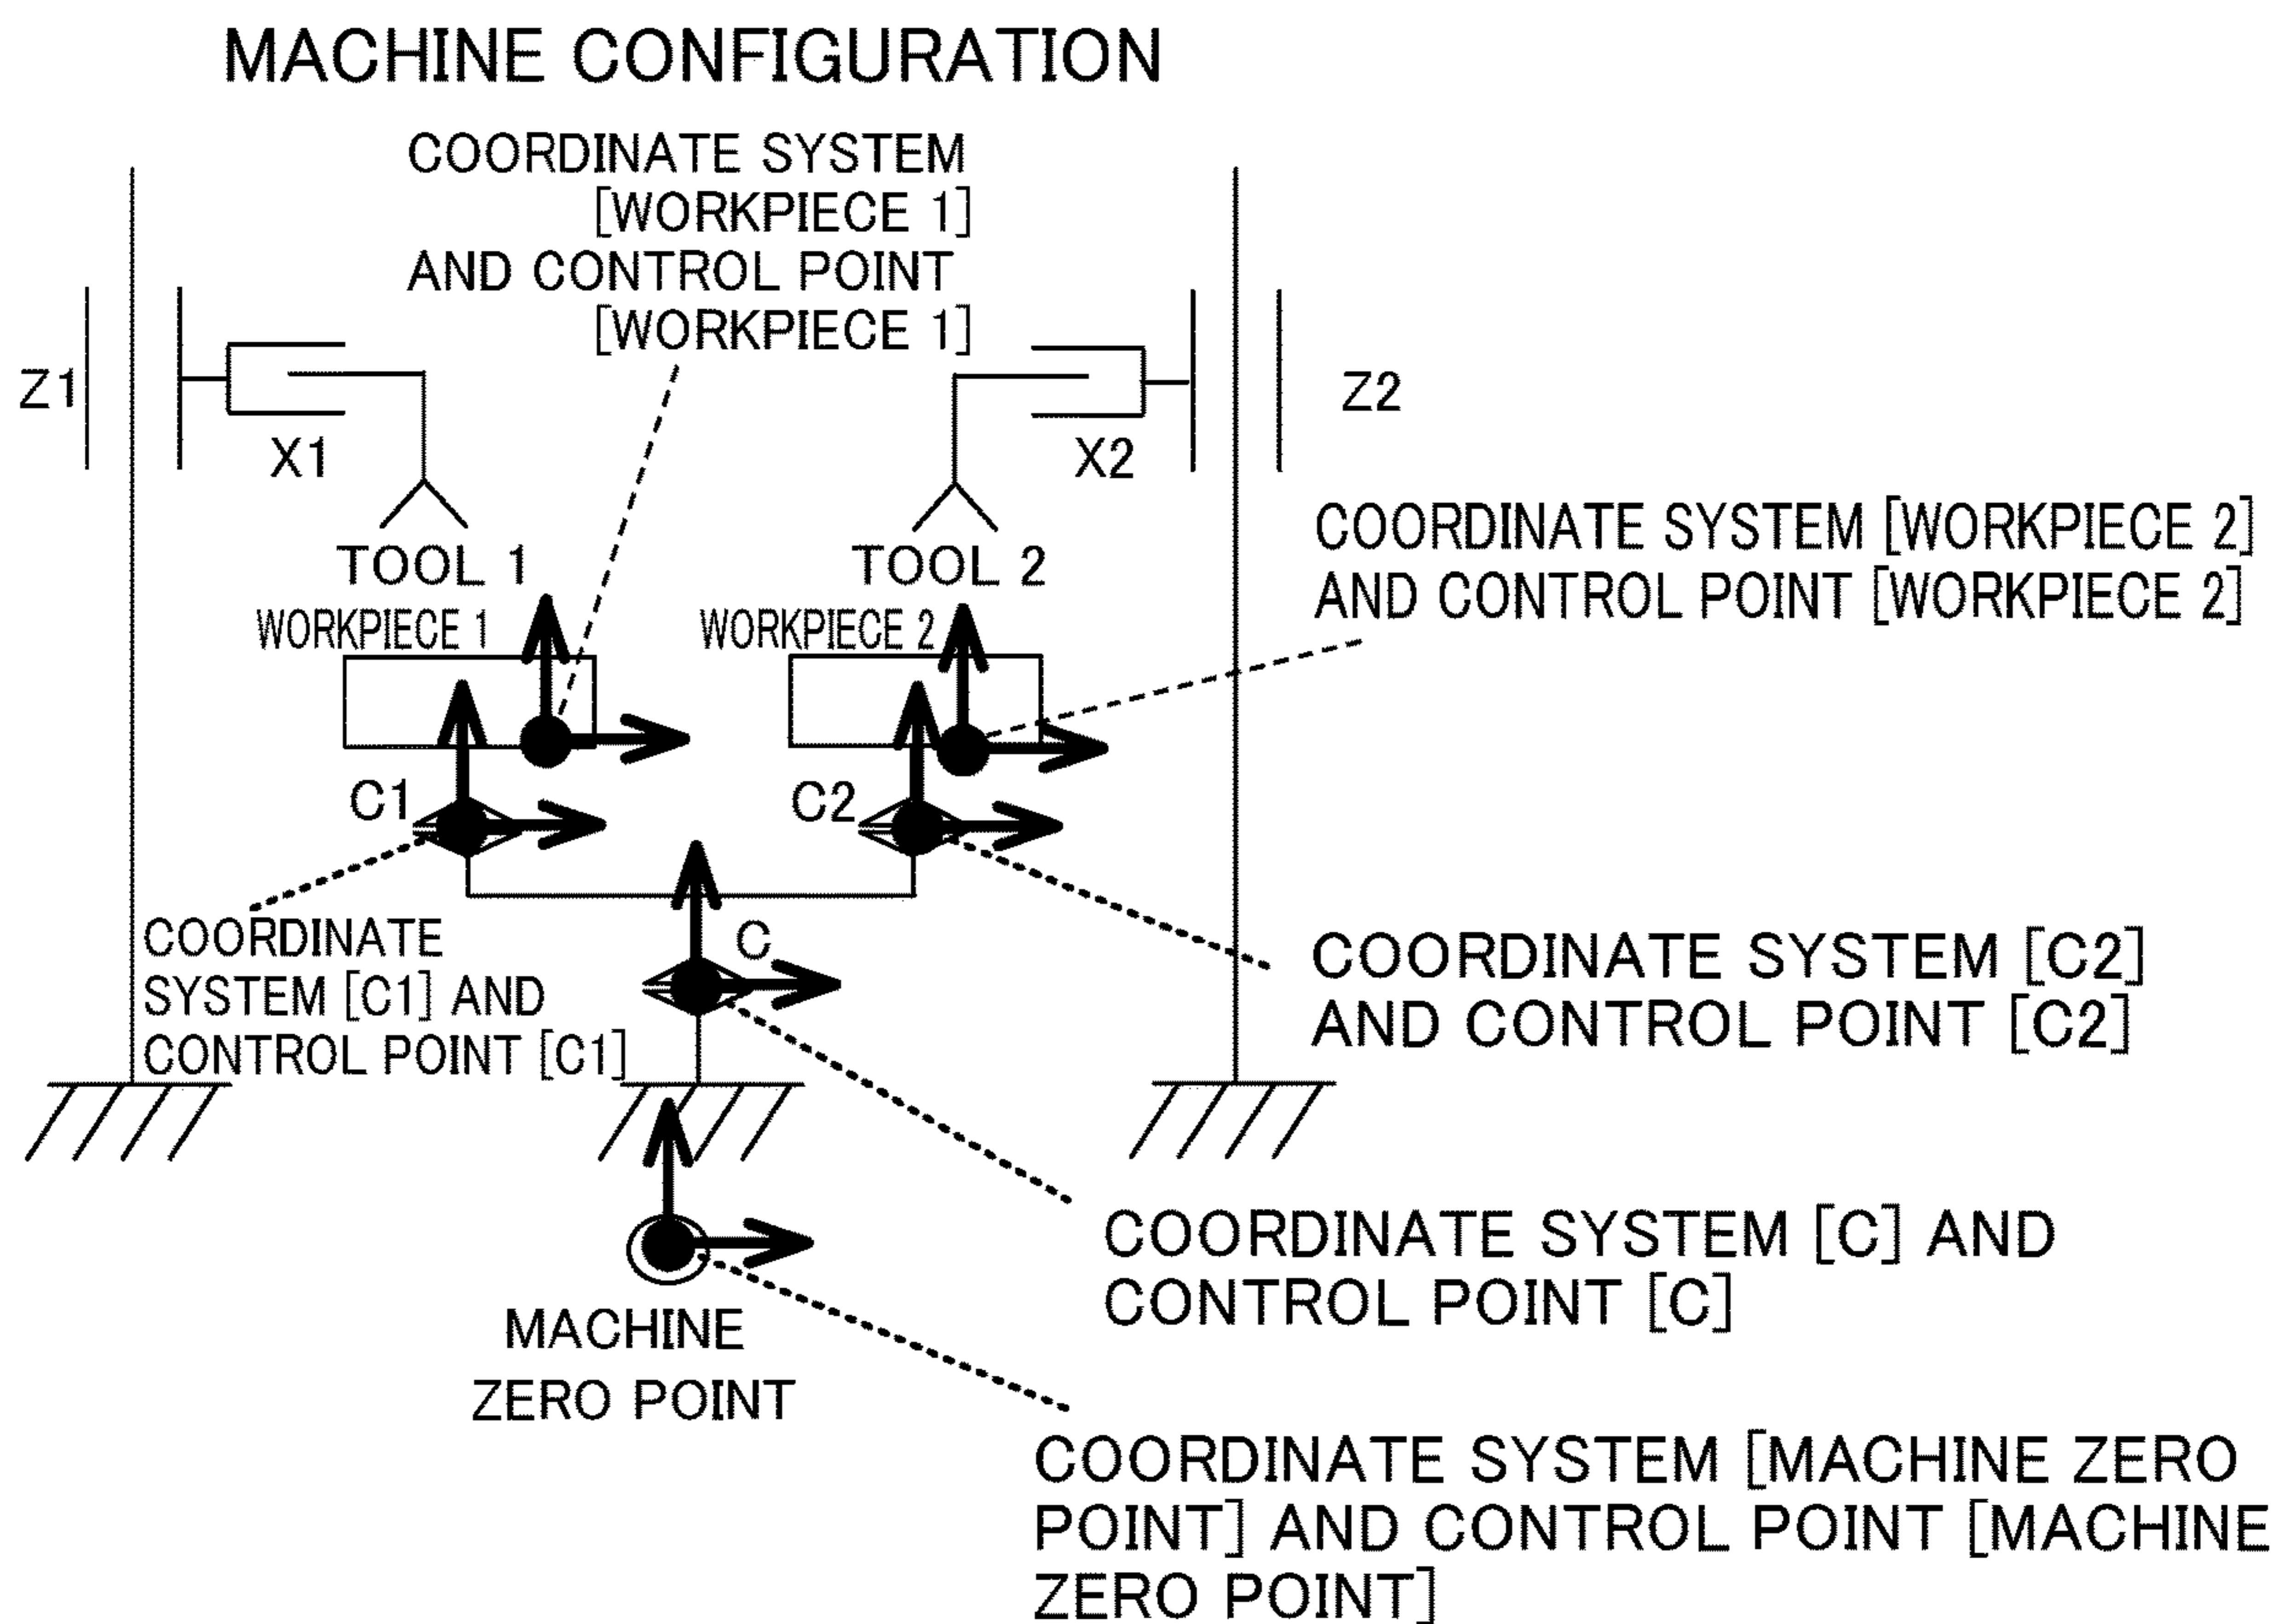 MACHINE CONFIGURATION
COORDINATE SYSTEM
[WORKPIECE 1]
AND CONTROL POINT
[WORKPIECE 1]
Z1
X1
X2
Z2
TOOL 1
TOOL 2
COORDINATE SYSTEM [WORKPIECE 2]
AND CONTROL POINT [WORKPIECE 2]
WORKPIECE 1
WORKPIECE 2
C1
C2
COORDINATE
SYSTEM [C1] AND
CONTROL POINT [C1]
C
COORDINATE SYSTEM [C2]
AND CONTROL POINT [C2]
COORDINATE SYSTEM [C] AND
CONTROL POINT [C]
MACHINE
ZERO POINT
COORDINATE SYSTEM [MACHINE ZERO
POINT] AND CONTROL POINT [MACHINE
ZERO POINT]